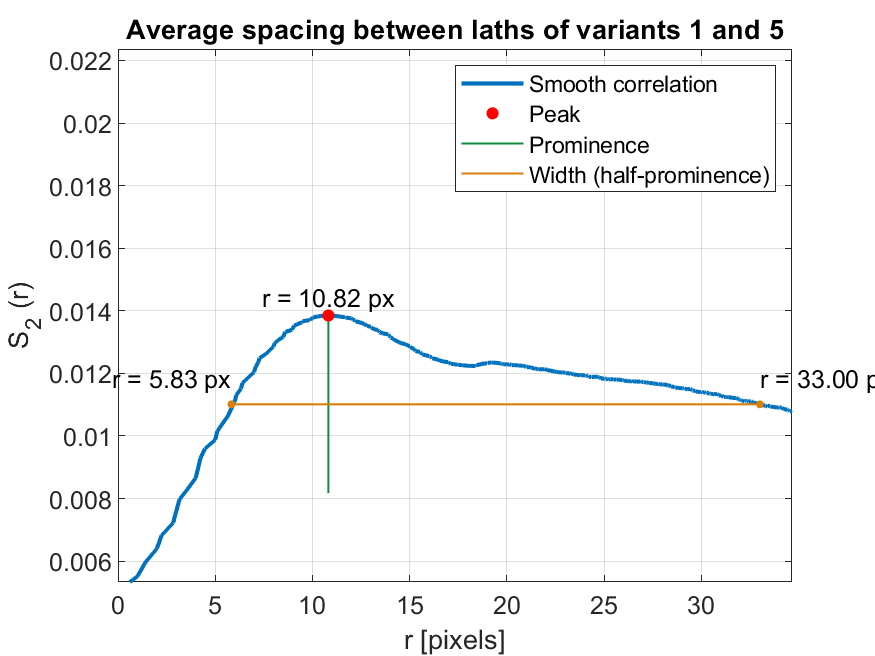 Average spacing between laths of variants 1 and 5
0.022
0.02
0.018
0.016
0.014
0.012
0.01
0.008
0.006
S2 (r)
Smooth correlation
Peak
Prominence
Width (half-prominence)
r = 10.82 px
r = 5.83 px
r = 33.00 p
0 5 10 15 20 25 30
r [pixels]